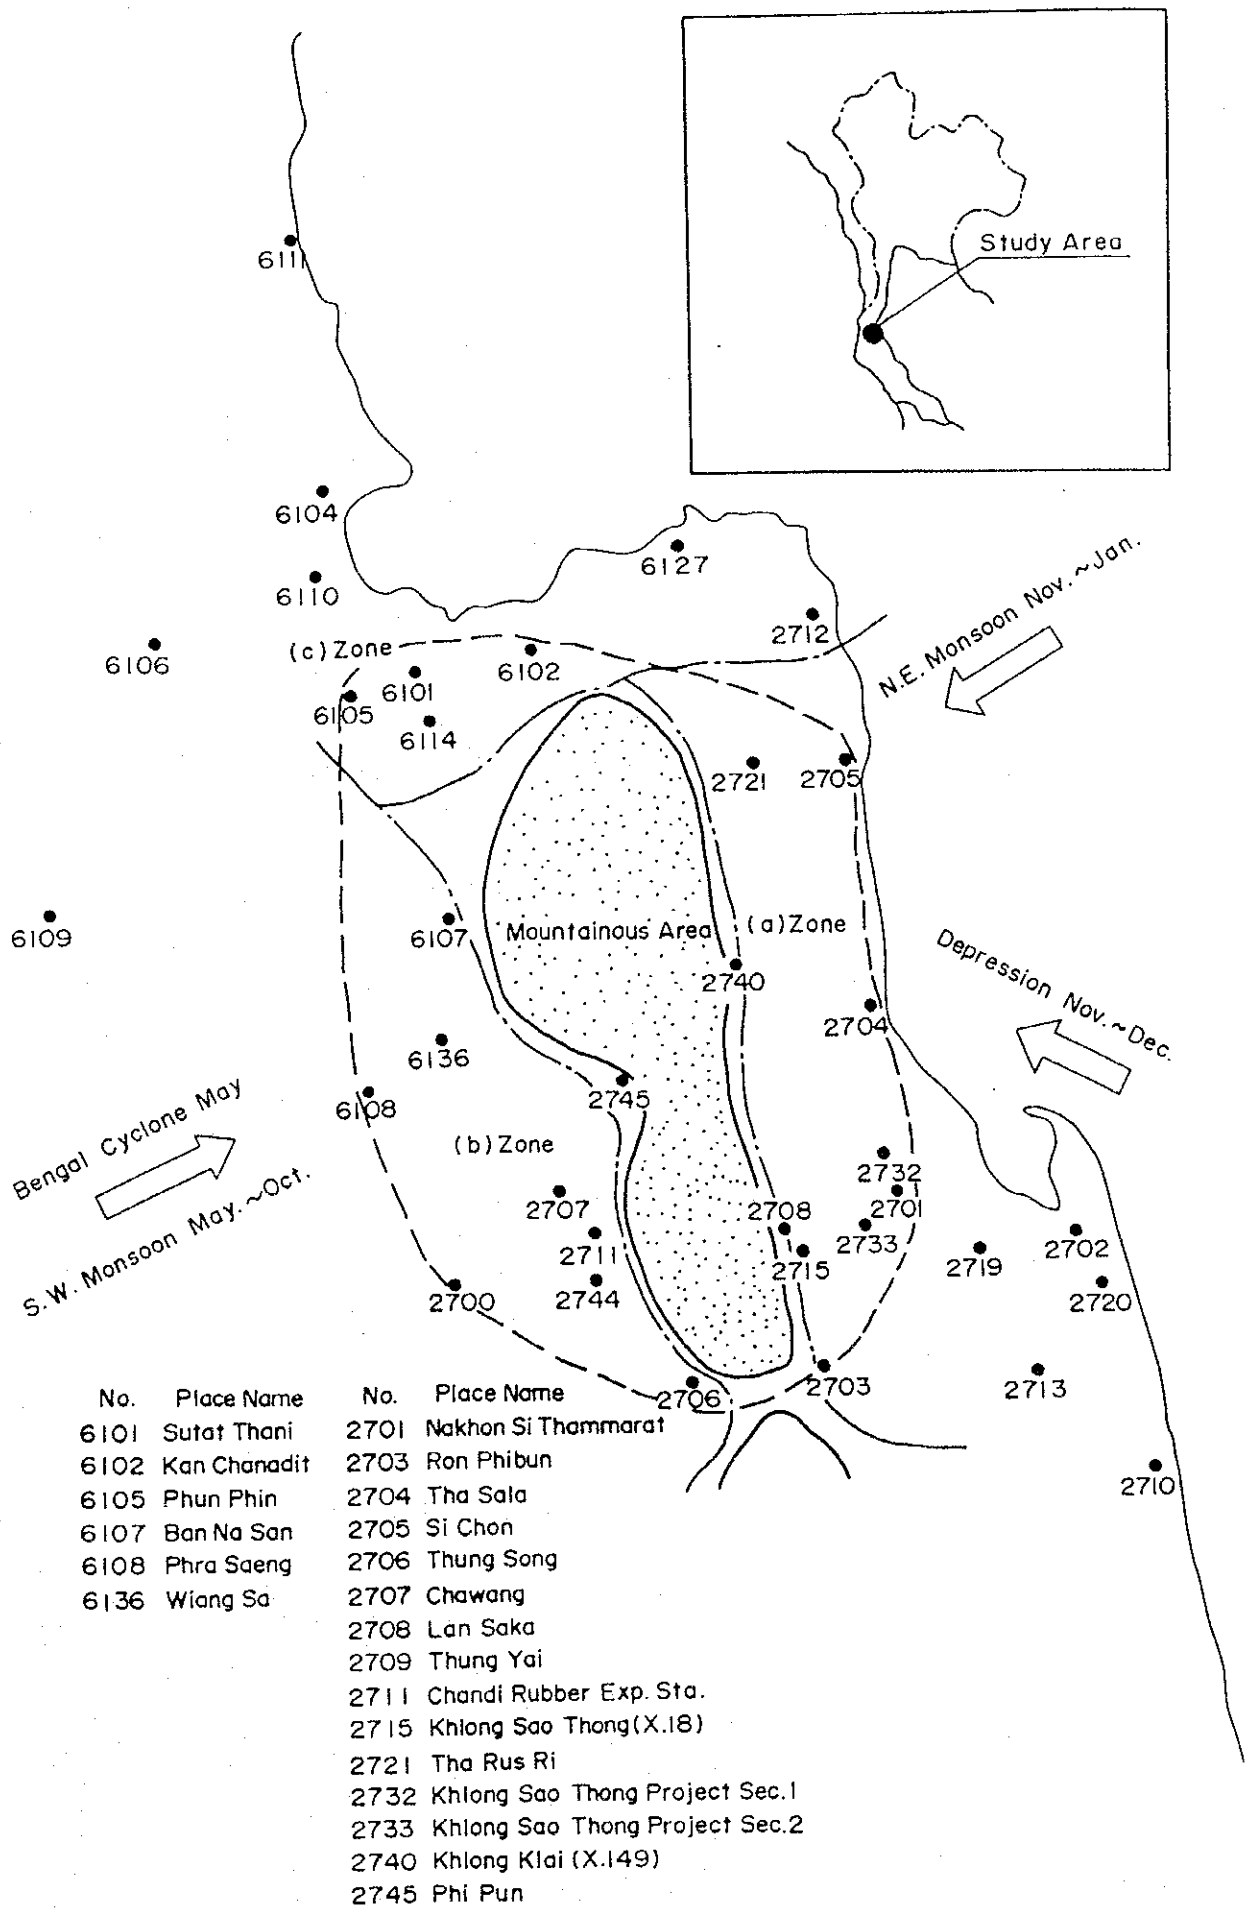 Study Area
6111
6104
6127
N.E. Monsoon Nov.~Jan.
6110
2712
6106
(c) Zone
6102
6101
6105
6114
2721
2705
6109
6107
Mountainous Area
(a) Zone
2740
Depression Nov.~Dec.
2704
6136
2745
6108
Bengal Cyclone May
S.W. Monsoon May.~Oct.
(b) Zone
2732
2707
2701
2708
2733
2711
2715
2719
2702
2700
2744
2720
2706
2703
2713
2710
No. Place Name No. Place Name
6101 Sutat Thani 2701 Nakhon Si Thammarat
6102 Kan Chanadit 2703 Ron Phibun
6105 Phun Phin 2704 Tha Sala
6107 Ban Na San 2705 Si Chon
6108 Phra Saeng 2706 Thung Song
6136 Wiang Sa 2707 Chawang
2708 Lan Saka
2709 Thung Yai
2711 Chandi Rubber Exp. Sta.
2715 Khlong Sao Thong (X.18)
2721 Tha Rus Ri
2732 Khlong Sao Thong Project Sec.1
2733 Khlong Sao Thong Project Sec.2
2740 Khlong Klai (X.149)
2745 Phi Pun